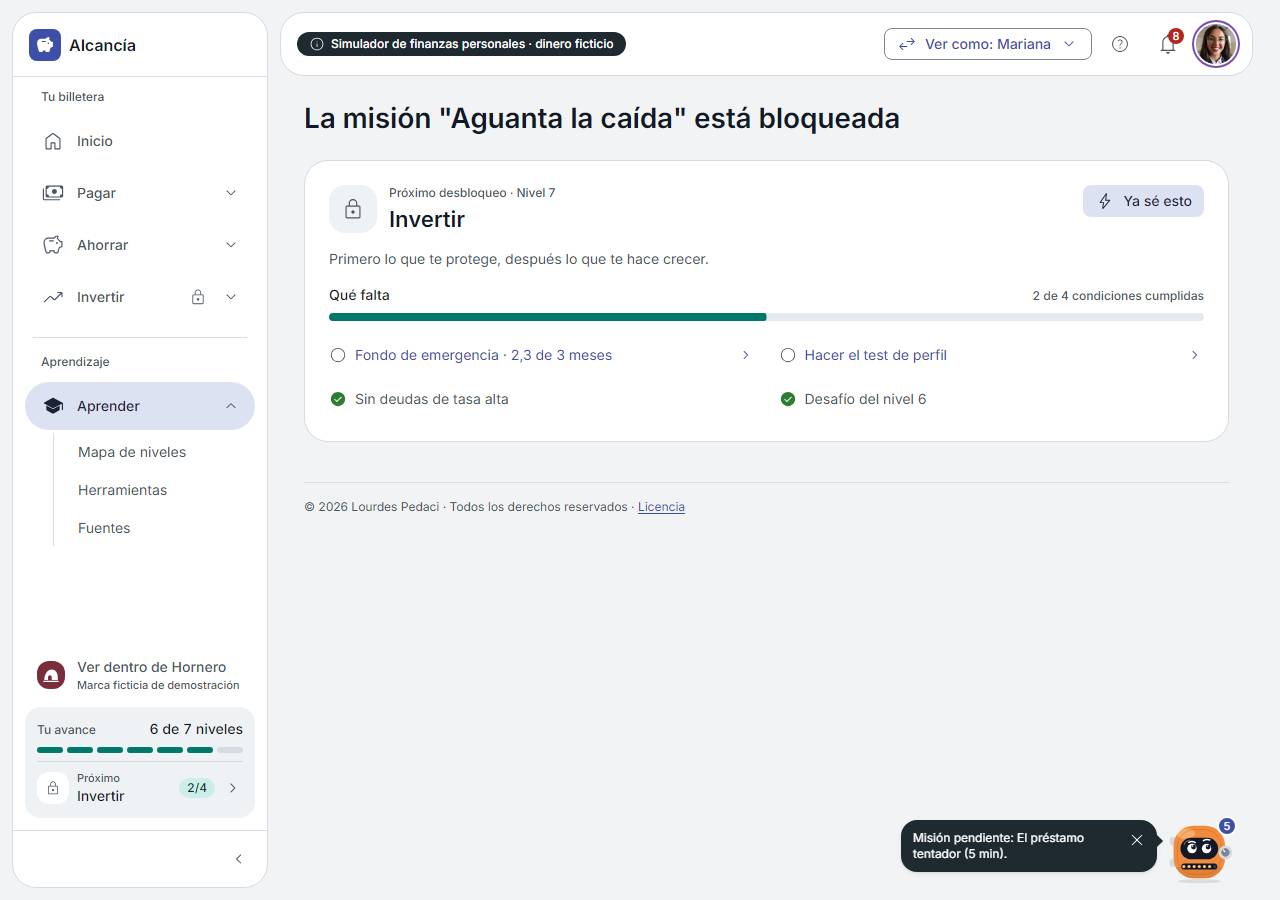 Alcancía
Tu billetera
Inicio
Pagar
Ahorrar
Invertir
Aprendizaje
Aprender
Mapa de niveles
Herramientas
Fuentes
Ver dentro de Hornero
Marca ficticia de demostración
Tu avance
6 de 7 niveles
Próximo
Invertir
2/4
Simulador de finanzas personales · dinero ficticio
Ver como: Mariana
8
La misión "Aguanta la caída" está bloqueada
Próximo desbloqueo · Nivel 7
Invertir
Ya sé esto
Primero lo que te protege, después lo que te hace crecer.
Qué falta
2 de 4 condiciones cumplidas
Fondo de emergencia · 2,3 de 3 meses
Hacer el test de perfil
Sin deudas de tasa alta
Desafío del nivel 6
© 2026 Lourdes Pedaci · Todos los derechos reservados · Licencia
Misión pendiente: El préstamo
tentador (5 min).
5